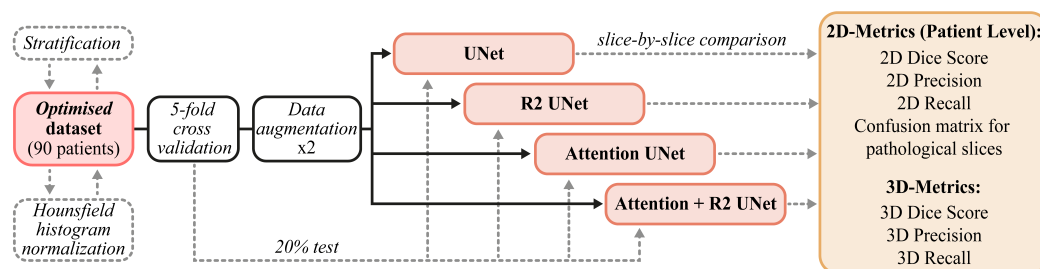 Stratification
Optimised
dataset
(90 patients)
Hounsfield
histogram
normalization
5-fold
cross
validation
Data
augmentation
x2
20% test
UNet
R2 UNet
Attention UNet
Attention + R2 UNet
slice-by-slice comparison
2D-Metrics (Patient Level):
2D Dice Score
2D Precision
2D Recall
Confusion matrix for
pathological slices
3D-Metrics:
3D Dice Score
3D Precision
3D Recall